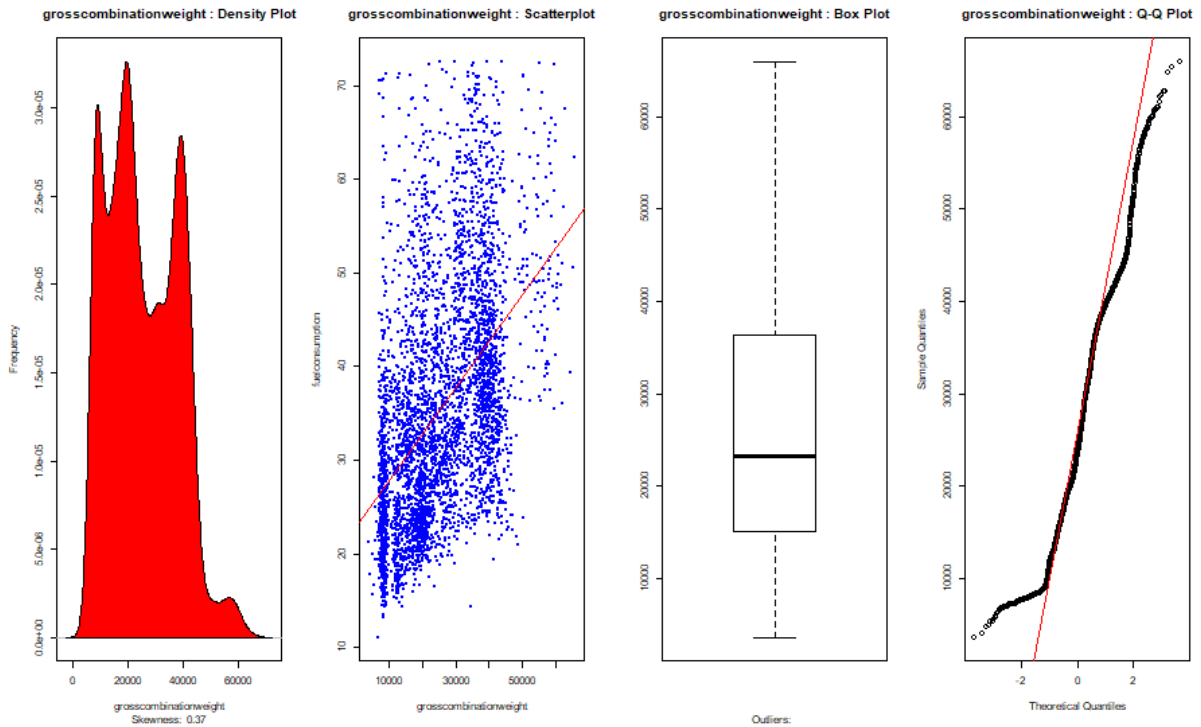 grosscombinationweight : Density Plot
Frequency
0.0e+00
5.0e-06
1.0e-05
1.5e-05
2.0e-05
2.5e-05
3.0e-05
0
20000
40000
60000
grosscombinationweight
Skewness: 0.37
grosscombinationweight : Scatterplot
fuelconsumption
10
20
30
40
50
60
70
10000
30000
50000
grosscombinationweight
grosscombinationweight : Box Plot
10000
20000
30000
40000
50000
60000
Outliers:
grosscombinationweight : Q-Q Plot
Sample Quantiles
10000
20000
30000
40000
50000
60000
-2
0
2
Theoretical Quantiles